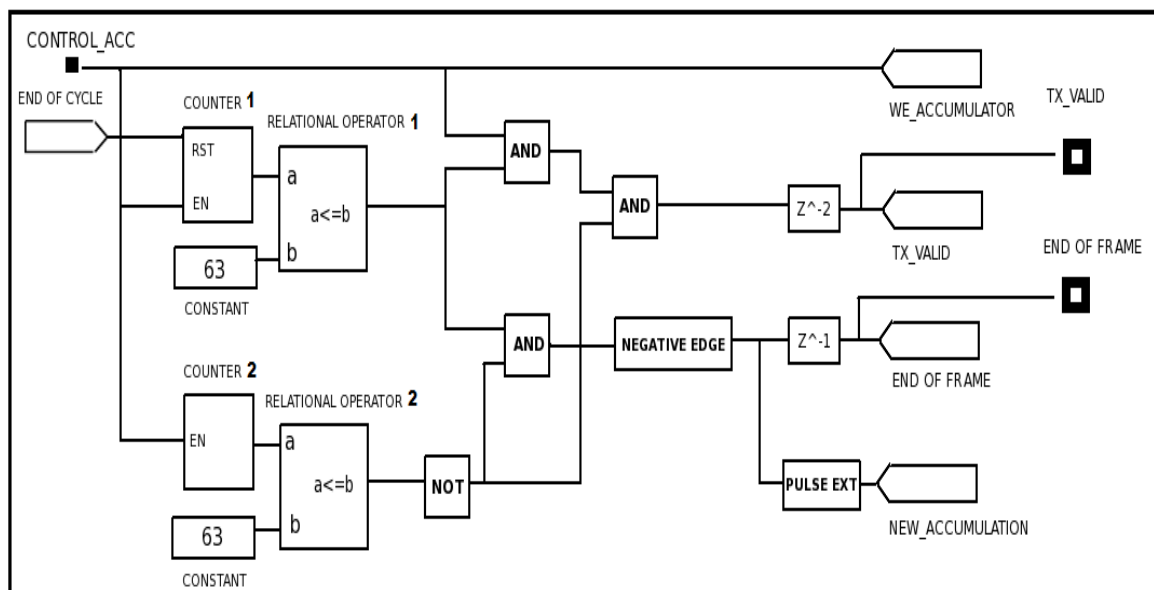 CONTROL_ACC
END OF CYCLE
COUNTER 1
RST
EN
RELATIONAL OPERATOR 1
a
a<=b
b
63
CONSTANT
AND
AND
WE_ACCUMULATOR
TX_VALID
Z^-2
TX_VALID
END OF FRAME
AND
NEGATIVE EDGE
Z^-1
END OF FRAME
COUNTER 2
EN
RELATIONAL OPERATOR 2
a
a<=b
b
63
CONSTANT
NOT
PULSE EXT
NEW_ACCUMULATION